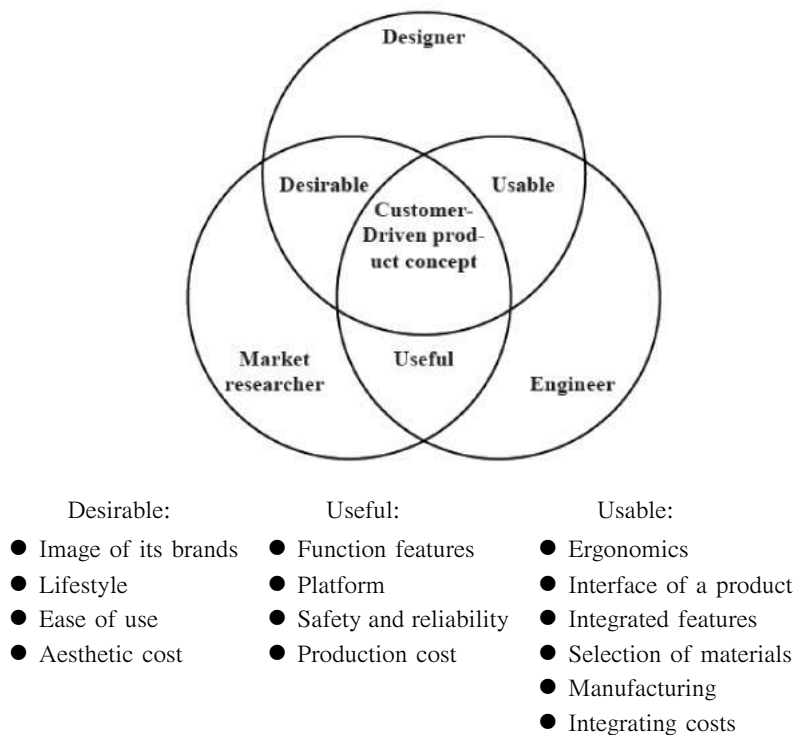 Designer
Desirable
Usable
Customer-
Driven prod-
uct concept
Market
researcher
Useful
Engineer
Desirable:
● Image of its brands
● Lifestyle
● Ease of use
● Aesthetic cost
Useful:
● Function features
● Platform
● Safety and reliability
● Production cost
Usable:
● Ergonomics
● Interface of a product
● Integrated features
● Selection of materials
● Manufacturing
● Integrating costs